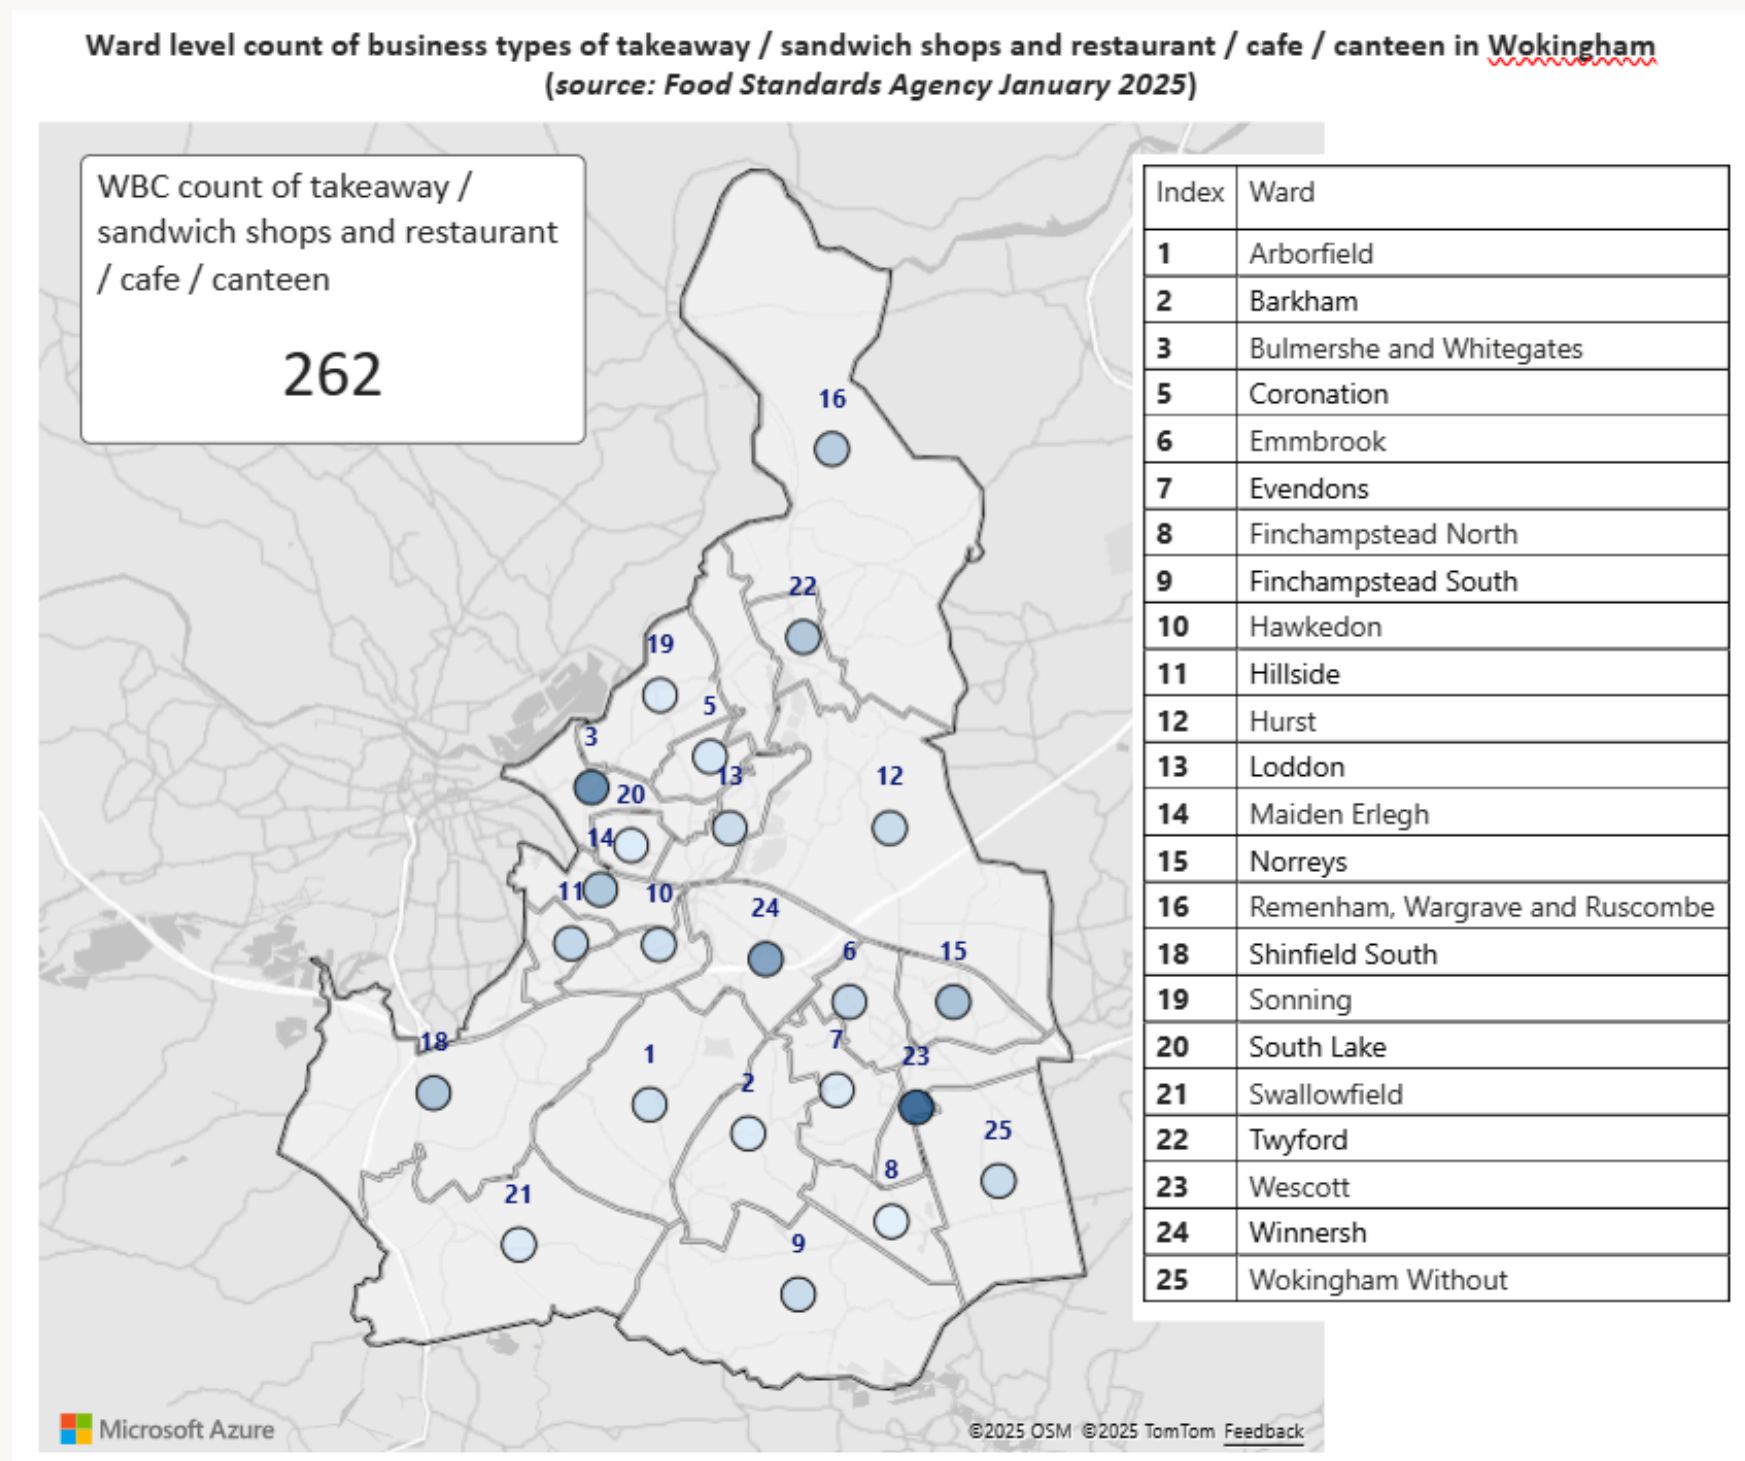 Ward level count of business types of takeaway / sandwich shops and restaurant / cafe / canteen in Wokingham
(source: Food Standards Agency January 2025)
WBC count of takeaway /
sandwich shops and restaurant
/ cafe / canteen
262
16
22
19
5
3
13
12
20
14
11
10
24
6
15
18
7
1
23
2
25
8
21
9
Index Ward
1 Arborfield
2 Barkham
3 Bulmershe and Whitegates
5 Coronation
6 Emmbrook
7 Evendons
8 Finchampstead North
9 Finchampstead South
10 Hawkedon
11 Hillside
12 Hurst
13 Loddon
14 Maiden Erlegh
15 Norreys
16 Remenham, Wargrave and Ruscombe
18 Shinfield South
19 Sonning
20 South Lake
21 Swallowfield
22 Twyford
23 Wescott
24 Winnersh
25 Wokingham Without
Microsoft Azure
©2025 OSM ©2025 TomTom Feedback